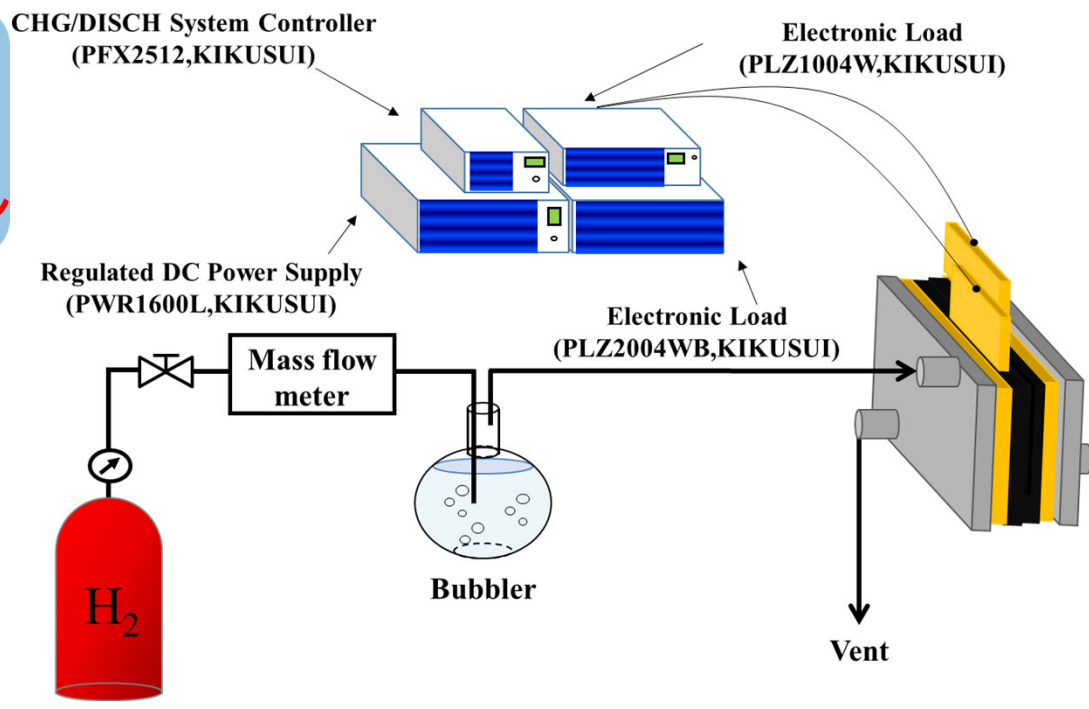 CHG/DISCH System Controller
(PFX2512,KIKUSUI)
Electronic Load
(PLZ1004W,KIKUSUI)
Regulated DC Power Supply
(PWR1600L,KIKUSUI)
Electronic Load
(PLZ2004WB,KIKUSUI)
Mass flow
meter
Bubbler
H₂
Vent